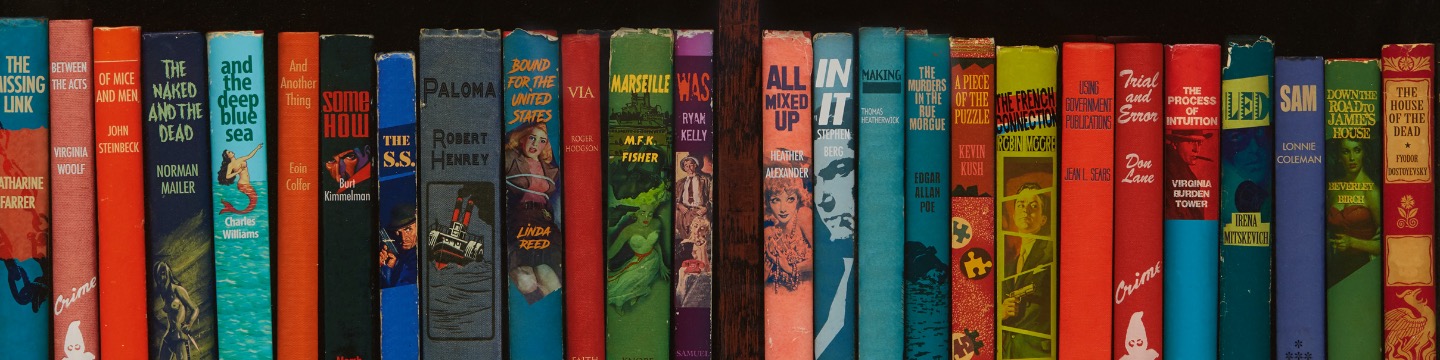 THE
MISSING
LINK
KATHARINE
FARRER
BETWEEN
THE ACTS
VIRGINIA
WOOLF
Crime
OF MICE
AND MEN
JOHN
STEINBECK
THE
NAKED
AND THE
DEAD
NORMAN
MAILER
and
the
deep
blue
sea
Charles
Williams
And
Another
Thing
Eoin
Colfer
SOME
HOW
Burt
Kimmelman
THE
S.S.
PALOMA
ROBERT
HENREY
BOUND
FOR THE
UNITED
STATES
LINDA
REED
VIA
ROGER
HODGSON
FAITH
MARSEILLE
M.F.K.
FISHER
WAS
RYAN
KELLY
SAMUEL
ALL
MIXED
UP
HEATHER
ALEXANDER
IN
IT
STEPHEN
BERG
MAKING
THOMAS
HEATHERWICK
THE
MURDERS
IN THE
RUE
MORGUE
EDGAR
ALLAN
POE
A PIECE
OF THE
PUZZLE
KEVIN
KUSH
THE FRENCH
CONNECTION
ROBIN MOORE
USING
GOVERNMENT
PUBLICATIONS
JEAN L. SEARS
Trial
and
Error
Don
Lane
Crime
THE
PROCESS
OF
INTUITION
VIRGINIA
BURDEN
TOWER
LED
IRENA
MITSKEVICH
SAM
LONNIE
COLEMAN
DOWN THE
ROAD TO
JAMIE'S
HOUSE
BEVERLEY
BIRCH
THE
HOUSE
OF THE
DEAD
FYODOR
DOSTOYEVSKY